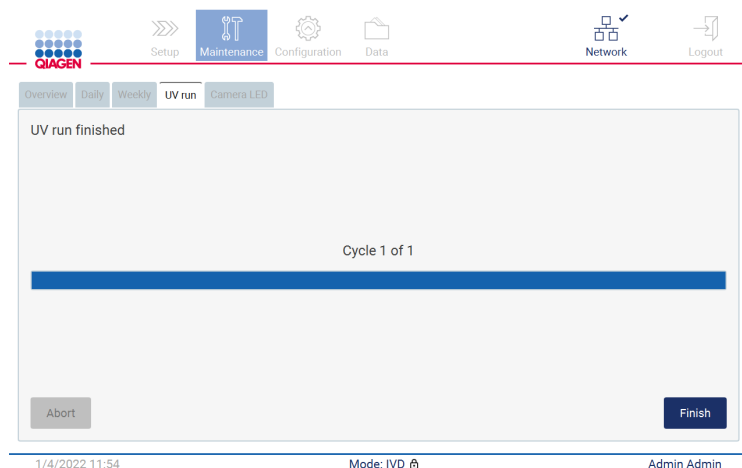 QIAGEN
Setup Maintenance Configuration Data Network Logout
Overview Daily Weekly UV run Camera LED
UV run finished
Cycle 1 of 1
Abort Finish
1/4/2022 11:54 Mode: IVD Admin Admin